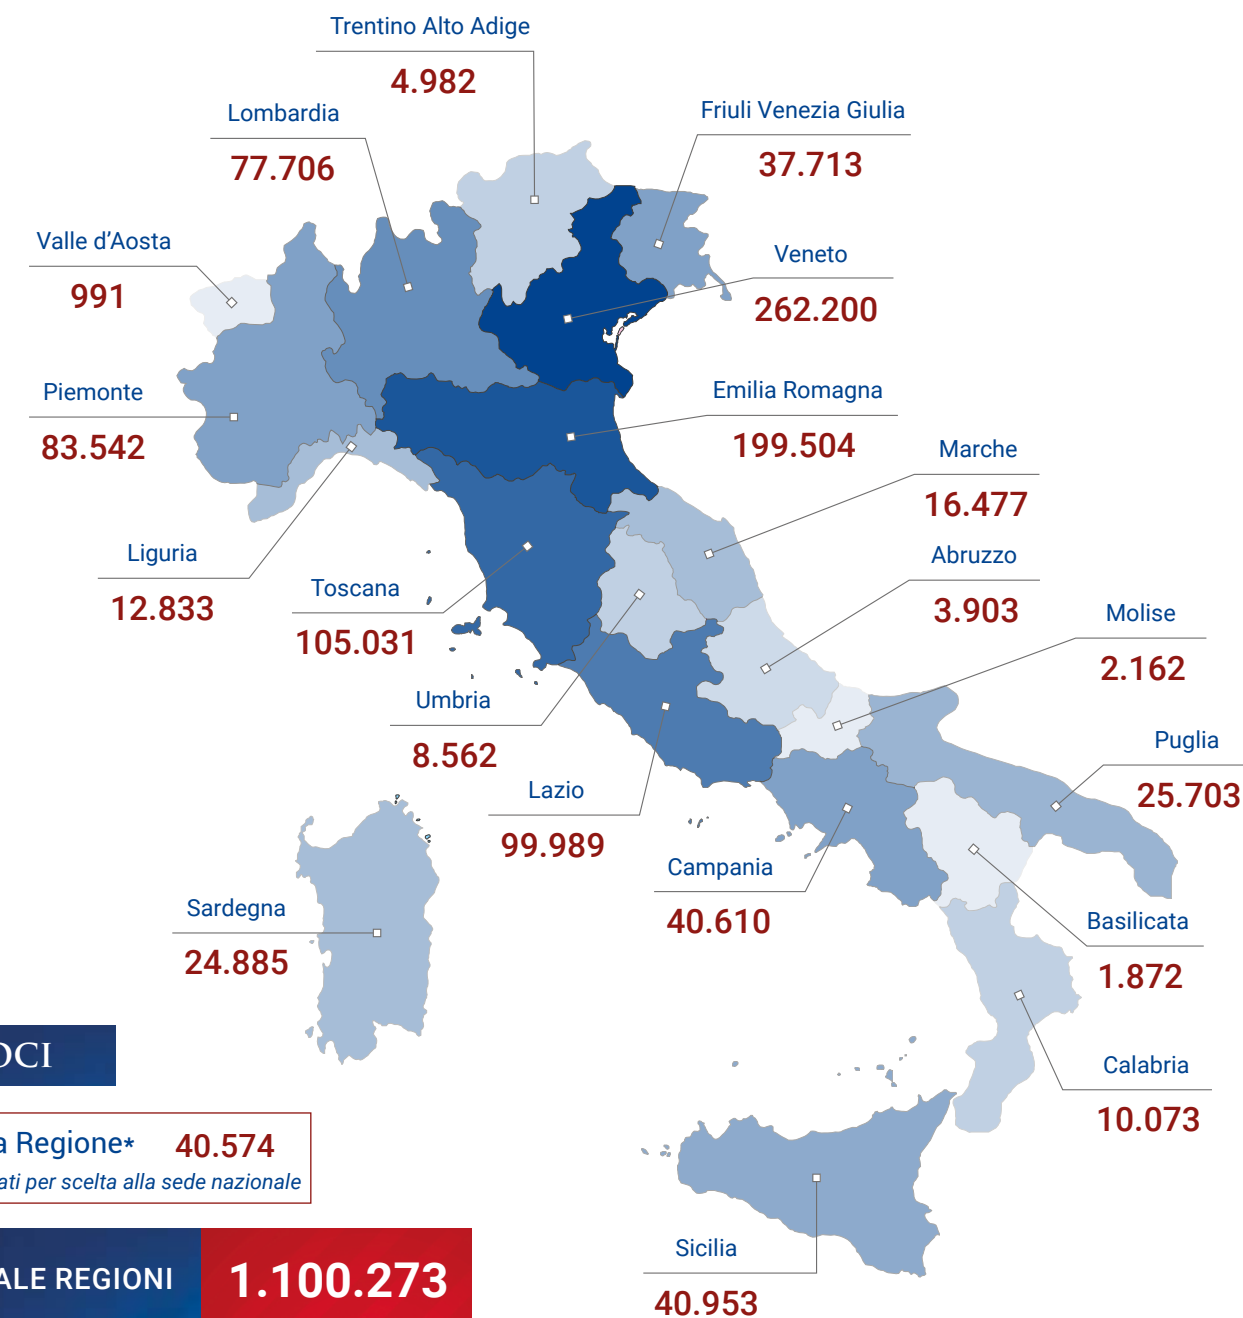 Trentino Alto Adige
4.982
Lombardia
77.706
Friuli Venezia Giulia
37.713
Valle d'Aosta
991
Veneto
262.200
Piemonte
83.542
Emilia Romagna
199.504
Marche
16.477
Liguria
12.833
Toscana
105.031
Abruzzo
3.903
Molise
2.162
Umbria
8.562
Puglia
25.703
Lazio
99.989
Campania
40.610
Sardegna
24.885
Basilicata
1.872
Calabria
10.073
OCI
a Regione* 40.574
ati per scelta alla sede nazionale
ALE REGIONI 1.100.273
Sicilia
40.953